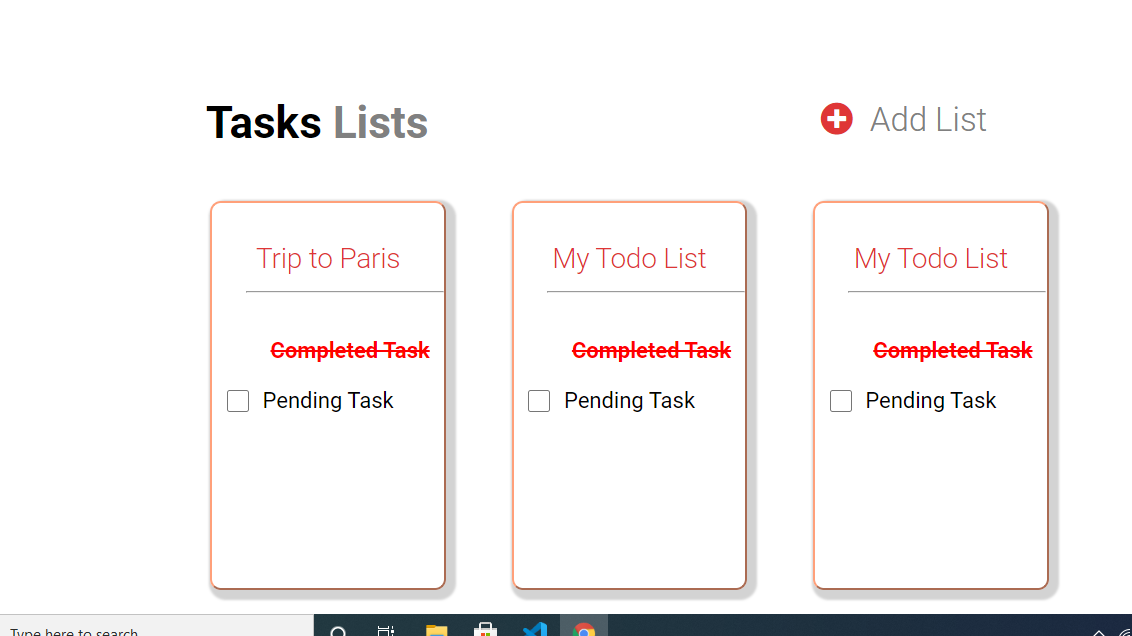 Tasks Lists
Add List
Trip to Paris
My Todo List
My Todo List
Completed Task
Completed Task
Completed Task
Pending Task
Pending Task
Pending Task
Type here to search